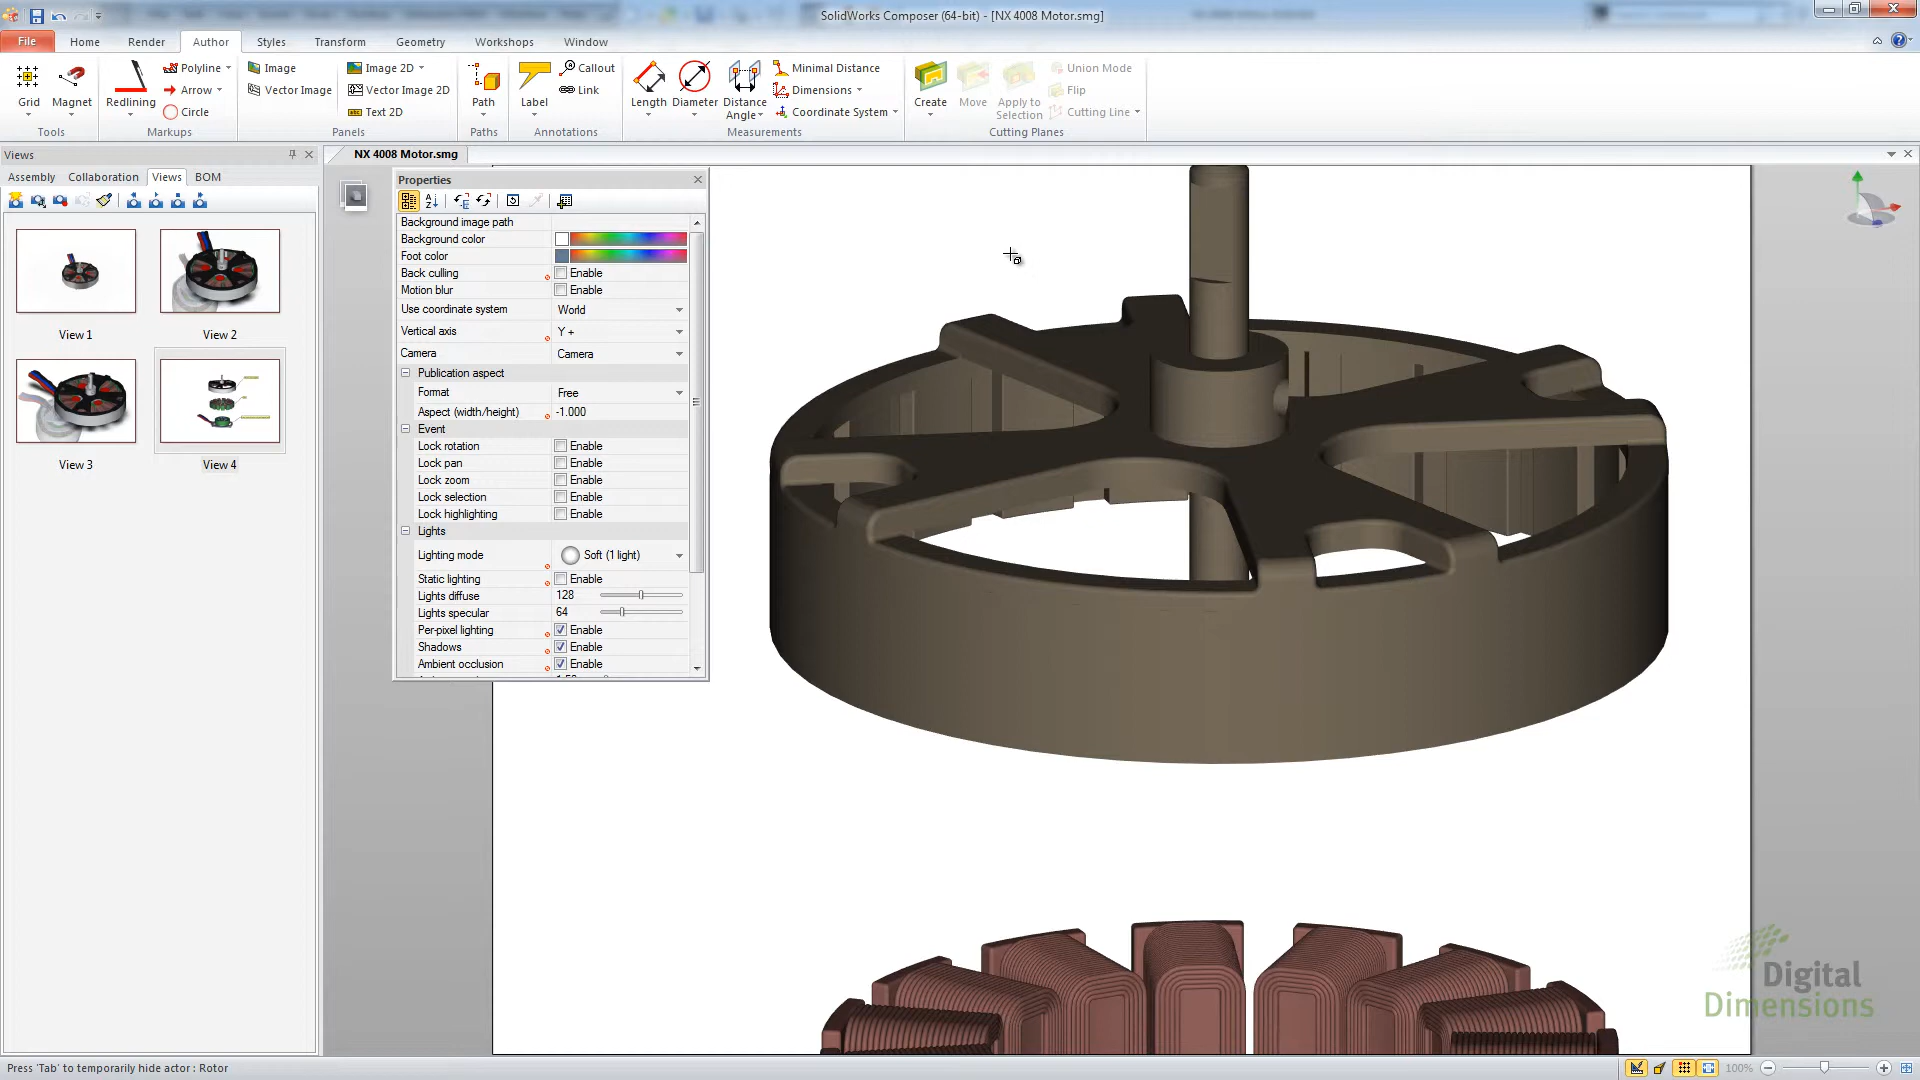 SolidWorks Composer (64-bit) - [NX 4008 Motor.smg]
File Home Render Author Styles Transform Geometry Workshops Window
Grid Magnet Redlining Polyline Arrow Circle Image Vector Image Image 2D Vector Image 2D Text 2D Path Label Callout Link Length Diameter Distance Angle Minimal Distance Dimensions Coordinate System Create Move Apply to Selection Union Mode Flip Cutting Line
Tools Markups Panels Paths Annotations Measurements Cutting Planes
Views
NX 4008 Motor.smg
Assembly Collaboration Views BOM
View 1 View 2
View 3 View 4
Properties
Background image path
Background color
Foot color
Back culling Enable
Motion blur Enable
Use coordinate system World
Vertical axis Y +
Camera Camera
Publication aspect
Format Free
Aspect (width/height) -1.000
Event
Lock rotation Enable
Lock pan Enable
Lock zoom Enable
Lock selection Enable
Lock highlighting Enable
Lights
Lighting mode Soft (1 light)
Static lighting Enable
Lights diffuse 128
Lights specular 64
Per-pixel lighting Enable
Shadows Enable
Ambient occlusion Enable
Digital
Dimensions
Press 'Tab' to temporarily hide actor : Rotor
100%